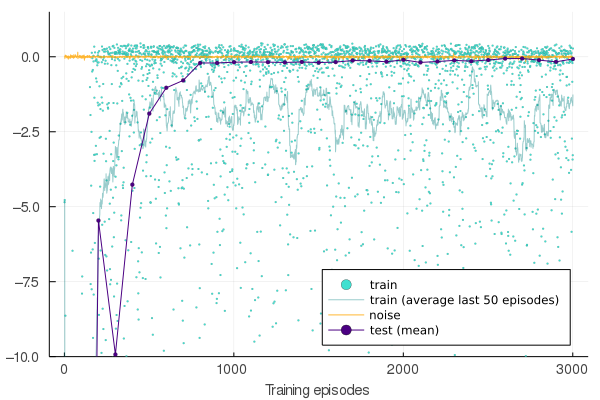 0.0
−2.5
−5.0
−7.5
−10.0
0
1000
2000
3000
Training episodes
train
train (average last 50 episodes)
noise
test (mean)